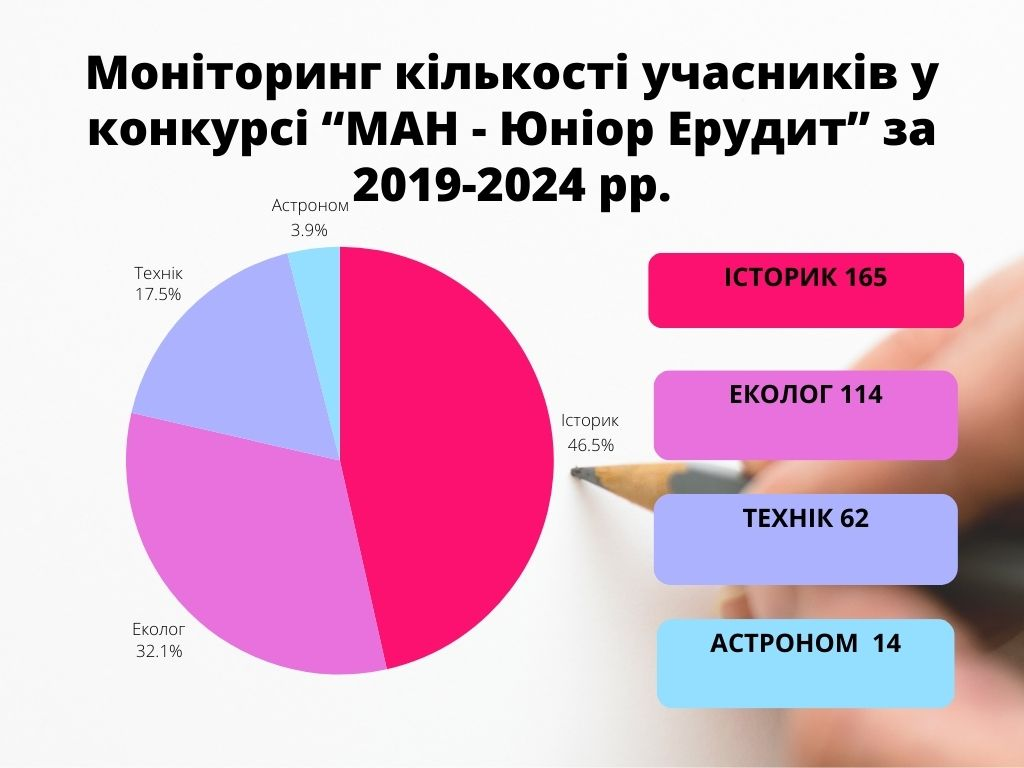 Моніторинг кількості учасників у
конкурсі “МАН - Юніор Ерудит” за
2019-2024 рр.
Астроном
3.9%
Технік
17.5%
Історик
46.5%
Еколог
32.1%
ІСТОРИК 165
ЕКОЛОГ 114
ТЕХНІК 62
АСТРОНОМ 14